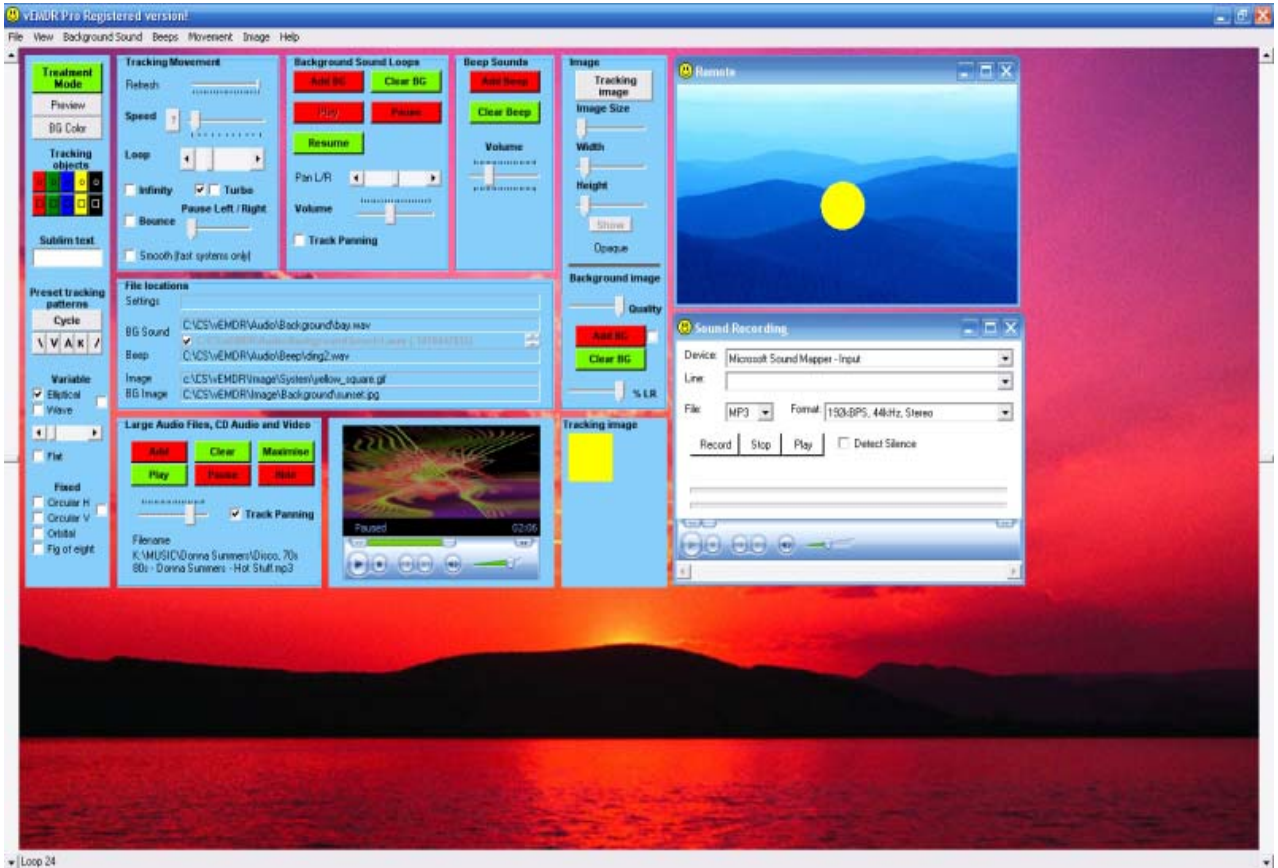 vEMDR Pro Registered version!
File View Background Sound Beeps Movement Image Help
Treatment Mode
Preview
BG Color
Tracking objects
Sublim text
Preset tracking patterns
Cycle
\ V A K /
Variable
Elliptical
Wave
Flat
Fixed
Circular H
Circular V
Orbital
Fig of eight
Tracking Movement
Refresh
Speed ?
Loop
Infinity Turbo
Pause Left / Right
Bounce
Smooth (fast systems only)
Background Sound Loops
Add BG Clear BG
Play Pause
Resume
Pan L/R
Volume
Track Panning
Beep Sounds
Add Beep
Clear Beep
Volume
Image
Tracking image
Image Size
Width
Height
Show
Opaque
Background image
Quality
Add BG
Clear BG
% LR
File locations
Settings
BG Sound C:\CS\vEMDR\Audio\Background\bay.wav
Beep C:\CS\vEMDR\Audio\Beep\ding2.wav
Image c:\CS\vEMDR\Image\System\yellow_square.gif
BG Image C:\CS\vEMDR\Image\Background\sunset.jpg
Large Audio Files, CD Audio and Video
Add Clear Maximise
Play Pause Hide
Track Panning
Filename
K:\MUSIC\Donna Summers\Disco, 70s
80s - Donna Summers - Hot Stuff.mp3
Paused 02:06
Tracking image
Remote
Sound Recording
Device: Microsoft Sound Mapper - Input
Line:
File: MP3 Format: 192kBPS, 44kHz, Stereo
Record Stop Play Detect Silence
Loop 24